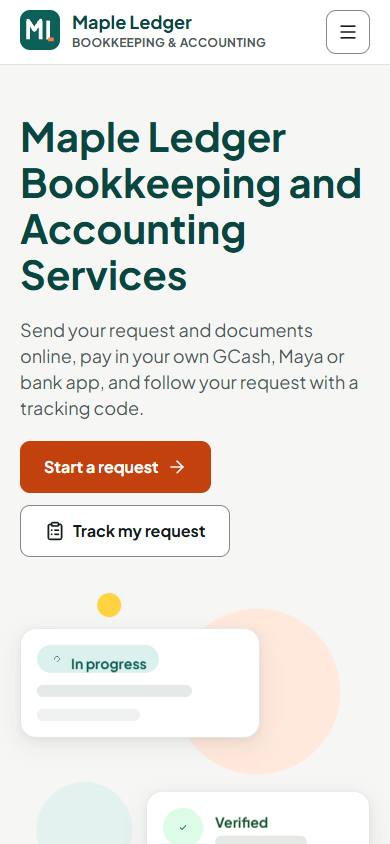 ML
Maple Ledger
BOOKKEEPING & ACCOUNTING
Maple Ledger
Bookkeeping and
Accounting
Services
Send your request and documents
online, pay in your own GCash, Maya or
bank app, and follow your request with a
tracking code.
Start a request
Track my request
In progress
Verified